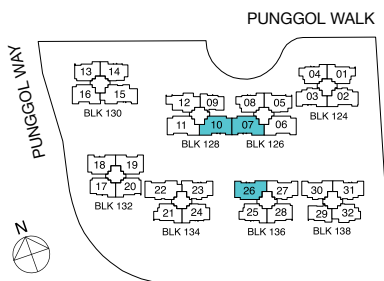 PUNGGOL WALK
PUNGGOL WAY
13 14
16 15
BLK 130
04 01
03 02
BLK 124
12 09
11 10
BLK 128
08 05
07 06
BLK 126
18 19
17 20
BLK 132
22 23
21 24
BLK 134
26 27
25 28
BLK 136
30 31
29 32
BLK 138
N